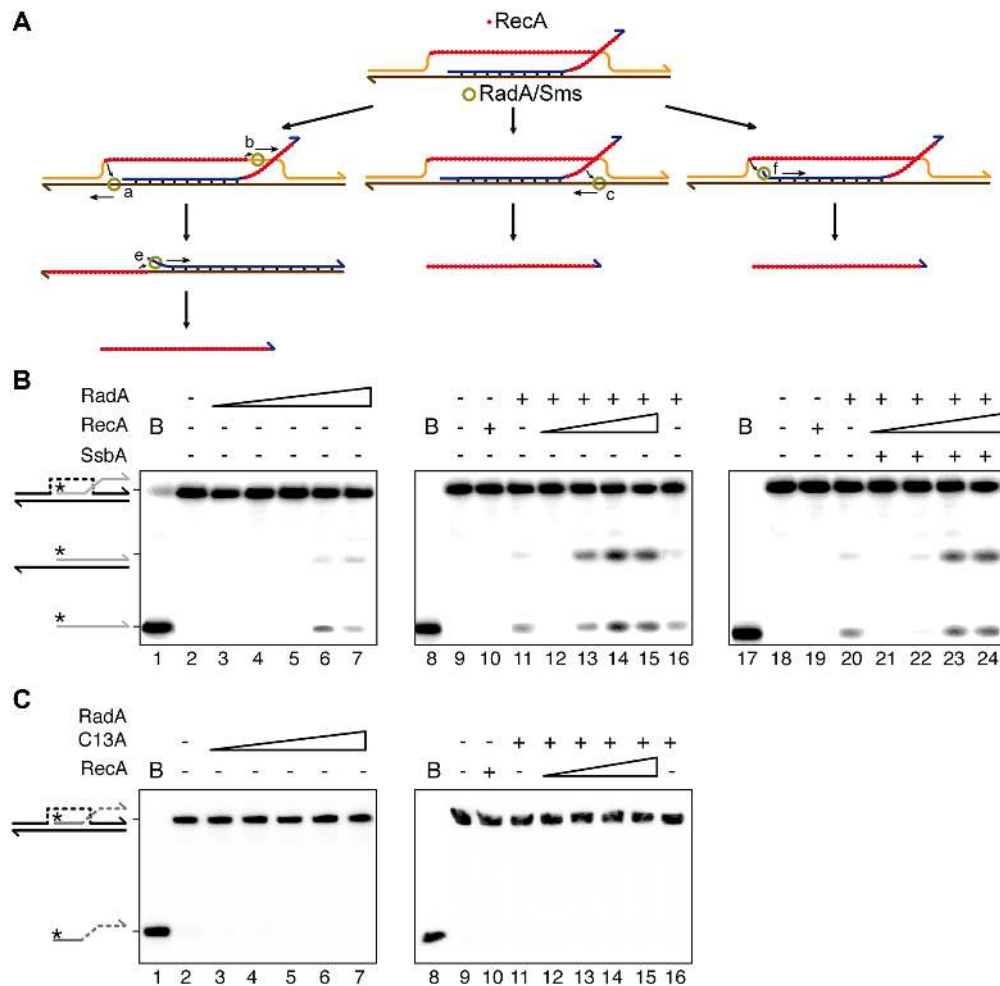 A
RecA
RadA/Sms
b
a
c
f
e
B
RadA - - - + + + + + + - - + + + + +
RecA B - - - - - - B - + - - B - + -
SsbA - - - - - - - - - - - - - - - - - + + + +
* * *
1 2 3 4 5 6 7 8 9 10 11 12 13 14 15 16 17 18 19 20 21 22 23 24
C
RadA
C13A - - - + + + + + +
RecA B - - - - - - B - + - -
* *
1 2 3 4 5 6 7 8 9 10 11 12 13 14 15 16